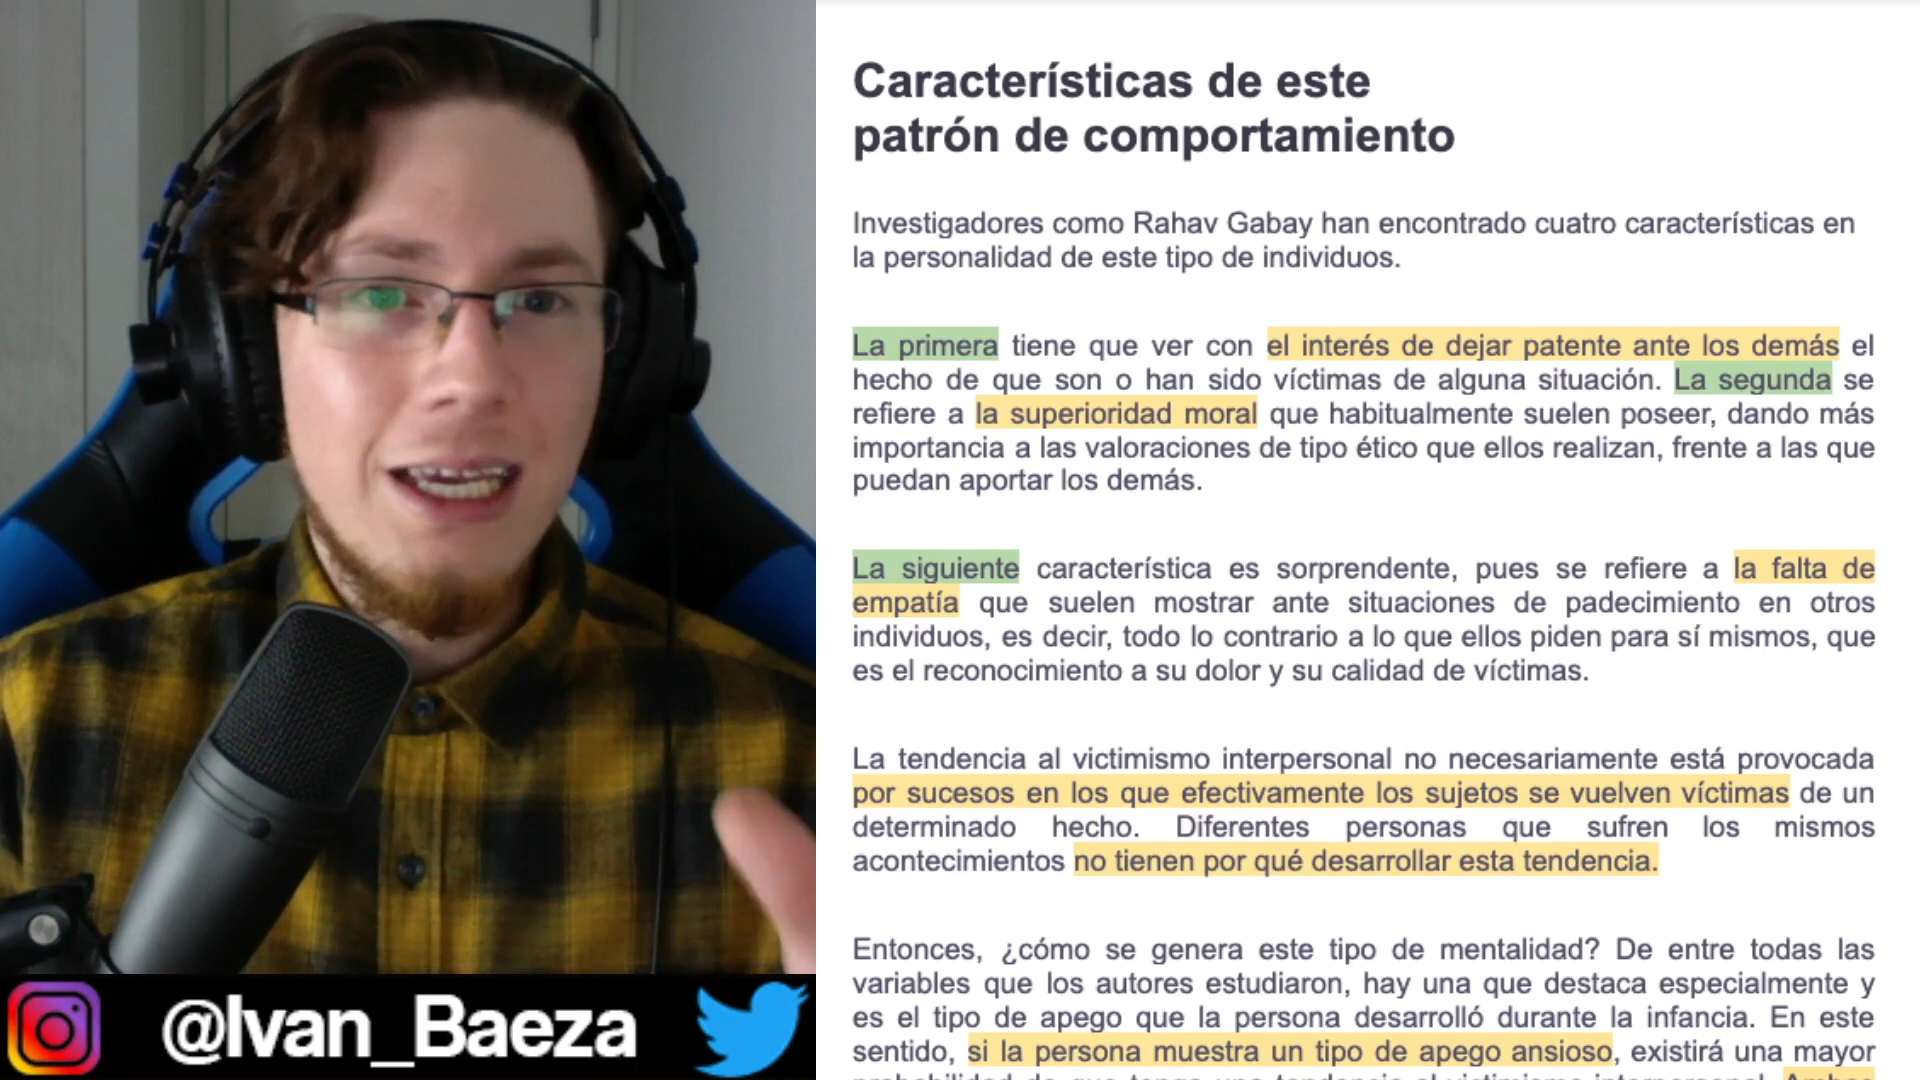 Características de este
patrón de comportamiento
Investigadores como Rahav Gabay han encontrado cuatro características en
la personalidad de este tipo de individuos.
La primera tiene que ver con el interés de dejar patente ante los demás el
hecho de que son o han sido víctimas de alguna situación. La segunda se
refiere a la superioridad moral que habitualmente suelen poseer, dando más
importancia a las valoraciones de tipo ético que ellos realizan, frente a las que
puedan aportar los demás.
La siguiente característica es sorprendente, pues se refiere a la falta de
empatía que suelen mostrar ante situaciones de padecimiento en otros
individuos, es decir, todo lo contrario a lo que ellos piden para sí mismos, que
es el reconocimiento a su dolor y su calidad de víctimas.
La tendencia al victimismo interpersonal no necesariamente está provocada
por sucesos en los que efectivamente los sujetos se vuelven víctimas de un
determinado hecho. Diferentes personas que sufren los mismos
acontecimientos no tienen por qué desarrollar esta tendencia.
Entonces, ¿cómo se genera este tipo de mentalidad? De entre todas las
variables que los autores estudiaron, hay una que destaca especialmente y
es el tipo de apego que la persona desarrolló durante la infancia. En este
sentido, si la persona muestra un tipo de apego ansioso, existirá una mayor
@Ivan_Baeza